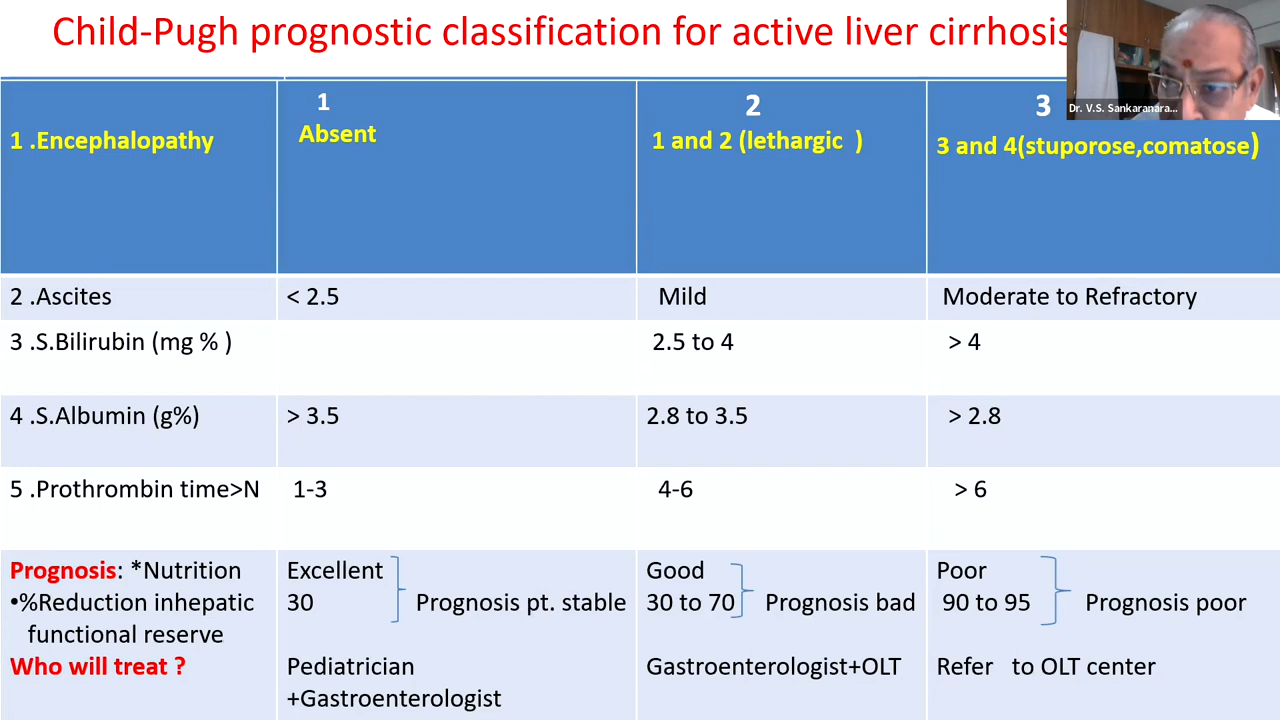 Child-Pugh prognostic classification for active liver cirrhosis
Dr. V.S. Sankaranara...
1 2 3
1 .Encephalopathy Absent 1 and 2 (lethargic ) 3 and 4(stuporose,comatose)
2 .Ascites < 2.5 Mild Moderate to Refractory
3 .S.Bilirubin (mg % ) 2.5 to 4 > 4
4 .S.Albumin (g%) > 3.5 2.8 to 3.5 > 2.8
5 .Prothrombin time>N 1-3 4-6 > 6
Prognosis: *Nutrition Excellent Good Poor
•%Reduction inhepatic 30 Prognosis pt. stable 30 to 70 Prognosis bad 90 to 95 Prognosis poor
functional reserve
Who will treat ? Pediatrician Gastroenterologist+OLT Refer to OLT center
+Gastroenterologist